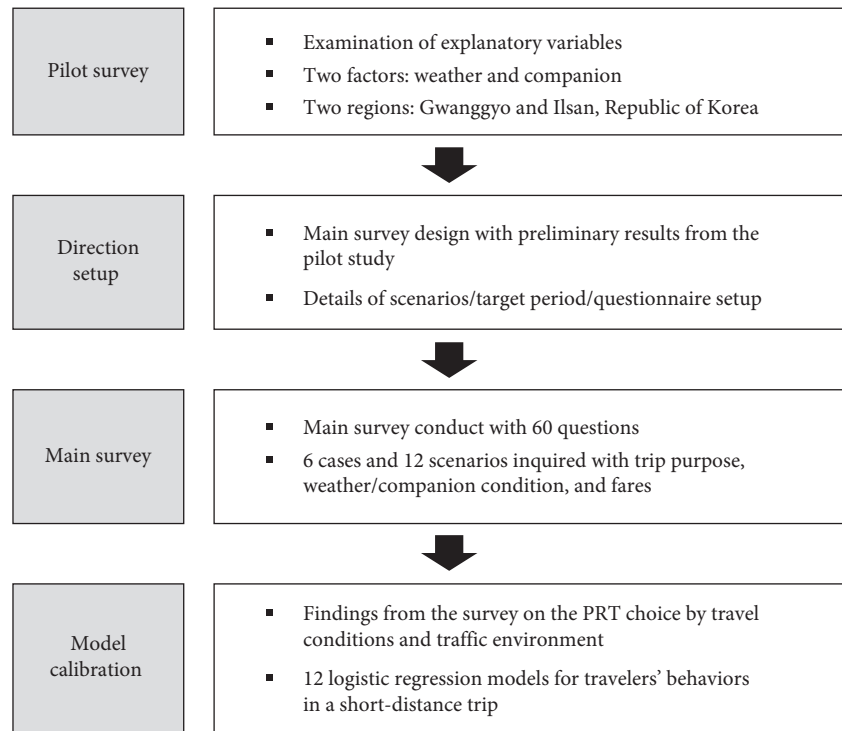 Pilot survey
▪ Examination of explanatory variables
▪ Two factors: weather and companion
▪ Two regions: Gwanggyo and Ilsan, Republic of Korea
Direction
setup
▪ Main survey design with preliminary results from the
pilot study
▪ Details of scenarios/target period/questionnaire setup
Main survey
▪ Main survey conduct with 60 questions
▪ 6 cases and 12 scenarios inquired with trip purpose,
weather/companion condition, and fares
Model
calibration
▪ Findings from the survey on the PRT choice by travel
conditions and traffic environment
▪ 12 logistic regression models for travelers’ behaviors
in a short-distance trip